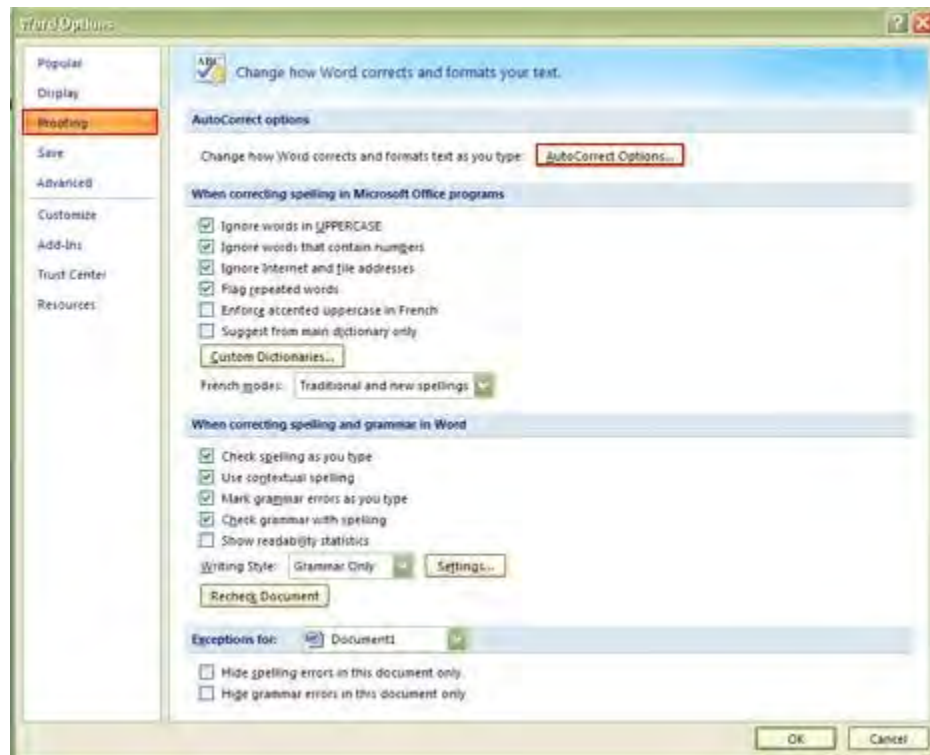 Word Options
Popular
Display
Proofing
Save
Advanced
Customize
Add-Ins
Trust Center
Resources
ABC
Change how Word corrects and formats your text.
AutoCorrect options
Change how Word corrects and formats text as you type: AutoCorrect Options...
When correcting spelling in Microsoft Office programs
Ignore words in UPPERCASE
Ignore words that contain numbers
Ignore Internet and file addresses
Flag repeated words
Enforce accented uppercase in French
Suggest from main dictionary only
Custom Dictionaries...
French modes: Traditional and new spellings
When correcting spelling and grammar in Word
Check spelling as you type
Use contextual spelling
Mark grammar errors as you type
Check grammar with spelling
Show readability statistics
Writing Style: Grammar Only Settings...
Recheck Document
Exceptions for: Document1
Hide spelling errors in this document only
Hide grammar errors in this document only
OK Cancel